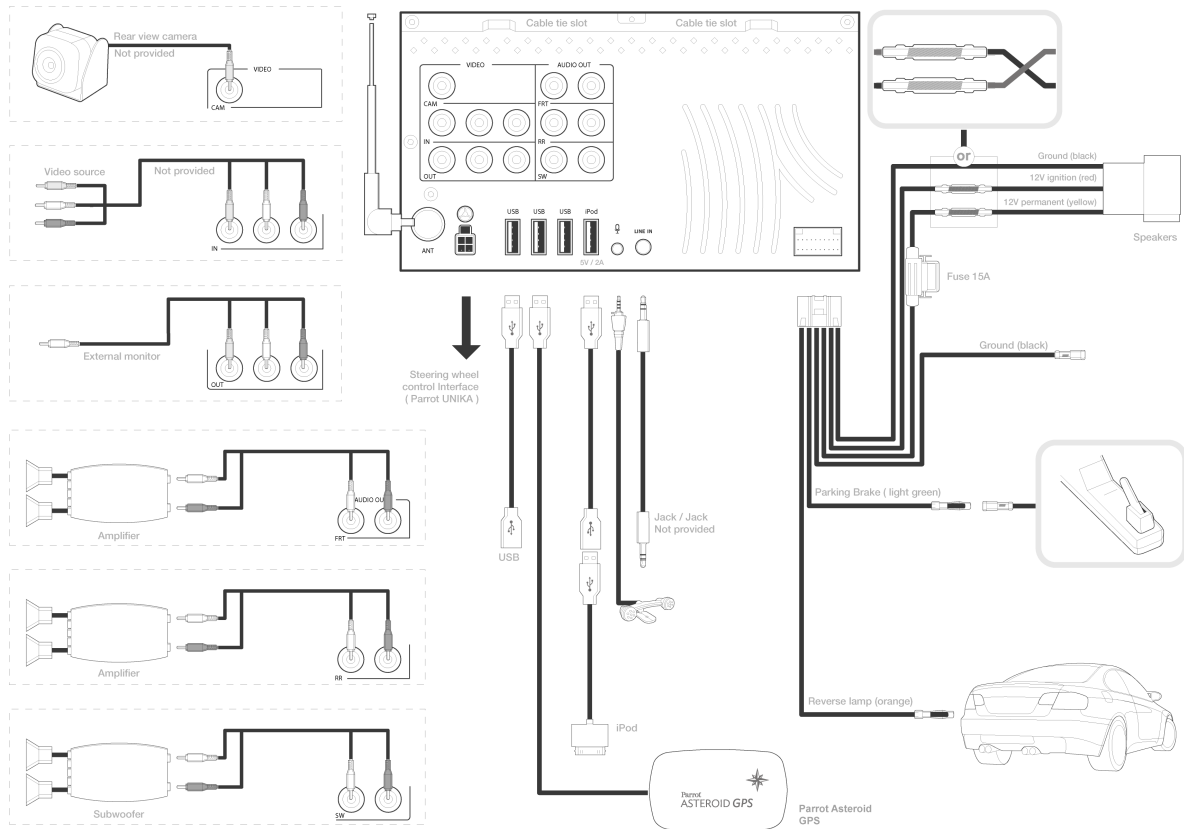 Rear view camera
Not provided
VIDEO
CAM
Video source
Not provided
IN
External monitor
OUT
Amplifier
AUDIO OU
FRT
Amplifier
RR
Subwoofer
SW
Cable tie slot
Cable tie slot
VIDEO
AUDIO OUT
CAM
FRT
IN
RR
OUT
SW
ANT
USB
USB
USB
iPod
LINE IN
5V / 2A
Steering wheel
control Interface
( Parrot UNIKA )
USB
Jack / Jack
Not provided
iPod
Parrot
ASTEROID GPS
Parrot Asteroid
GPS
or
Ground (black)
12V ignition (red)
12V permanent (yellow)
Speakers
Fuse 15A
Ground (black)
Parking Brake ( light green)
Reverse lamp (orange)